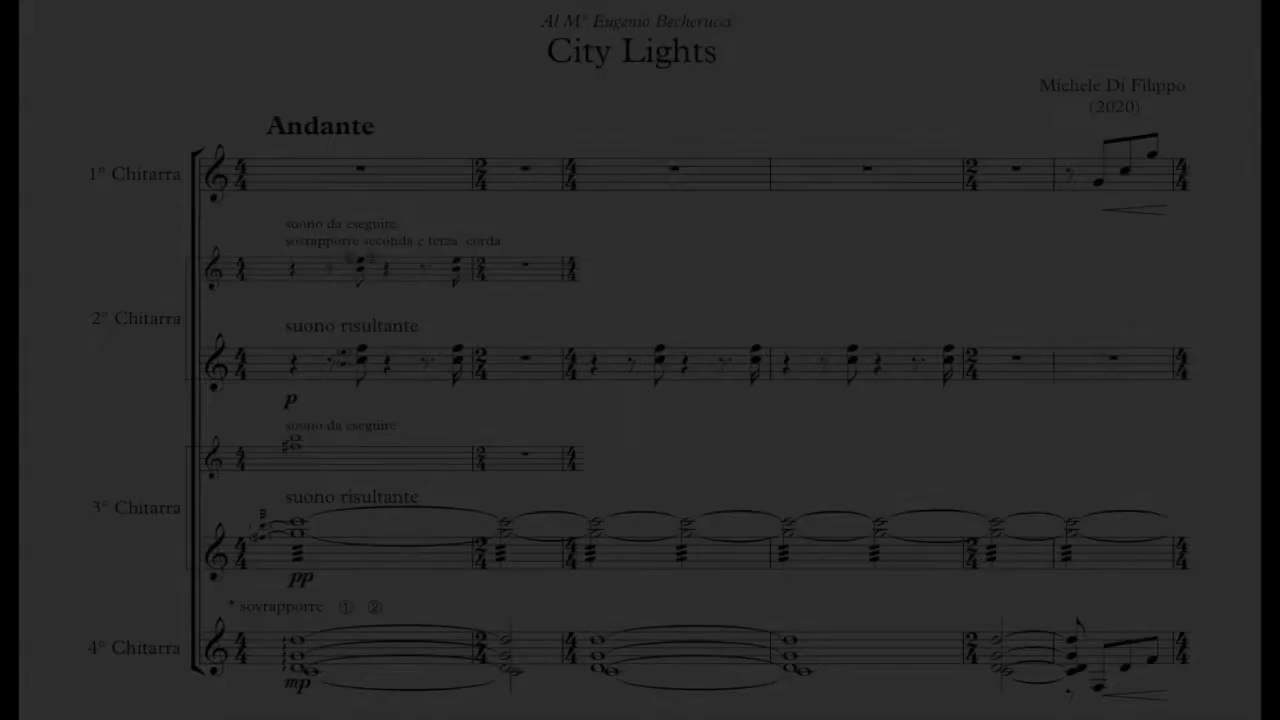 Al M° Eugenio Becherucci
City Lights
Michele Di Filippo
(2020)
Andante
1° Chitarra
suono da eseguire
sovrapporre seconda e terza corda
2° Chitarra
suono risultante
p
suono da eseguire
3° Chitarra
suono risultante
3
pp
* sovrapporre ① ②
4° Chitarra
mp